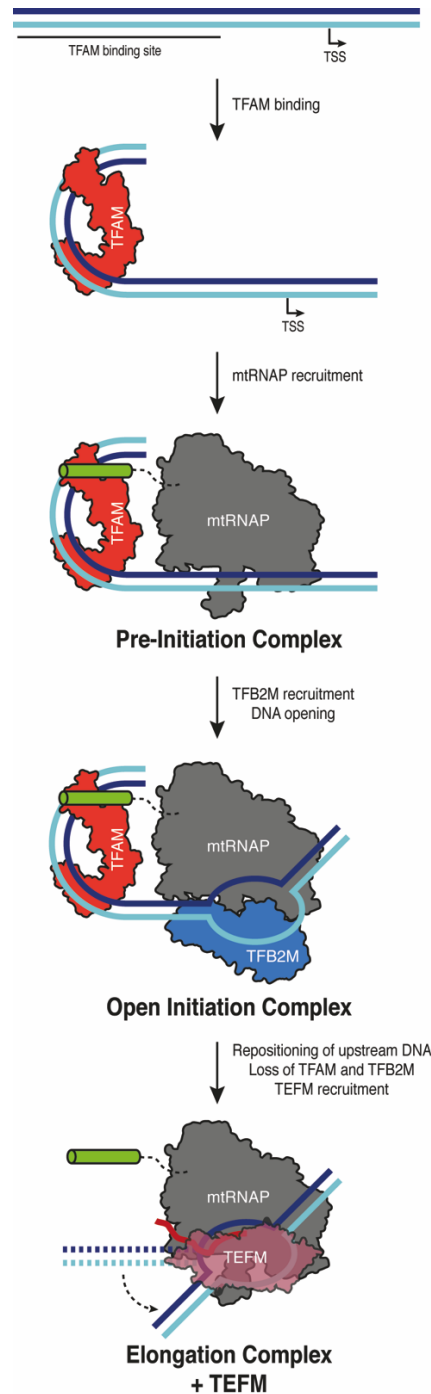 TFAM binding site
TSS
TFAM binding
TFAM
TSS
mtRNAP recruitment
TFAM
mtRNAP
Pre-Initiation Complex
TFB2M recruitment
DNA opening
TFAM
mtRNAP
TFB2M
Open Initiation Complex
Repositioning of upstream DNA
Loss of TFAM and TFB2M
TEFM recruitment
mtRNAP
TEFM
Elongation Complex
+ TEFM